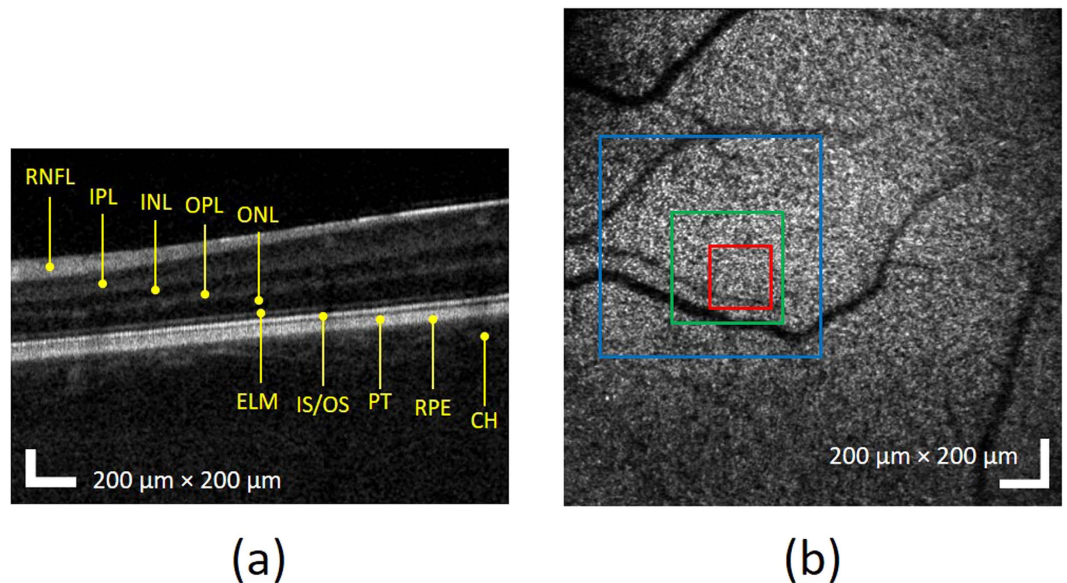 RNFL
IPL
INL
OPL
ONL
ELM
IS/OS
PT
RPE
CH
200 µm × 200 µm
200 µm × 200 µm
(a)
(b)